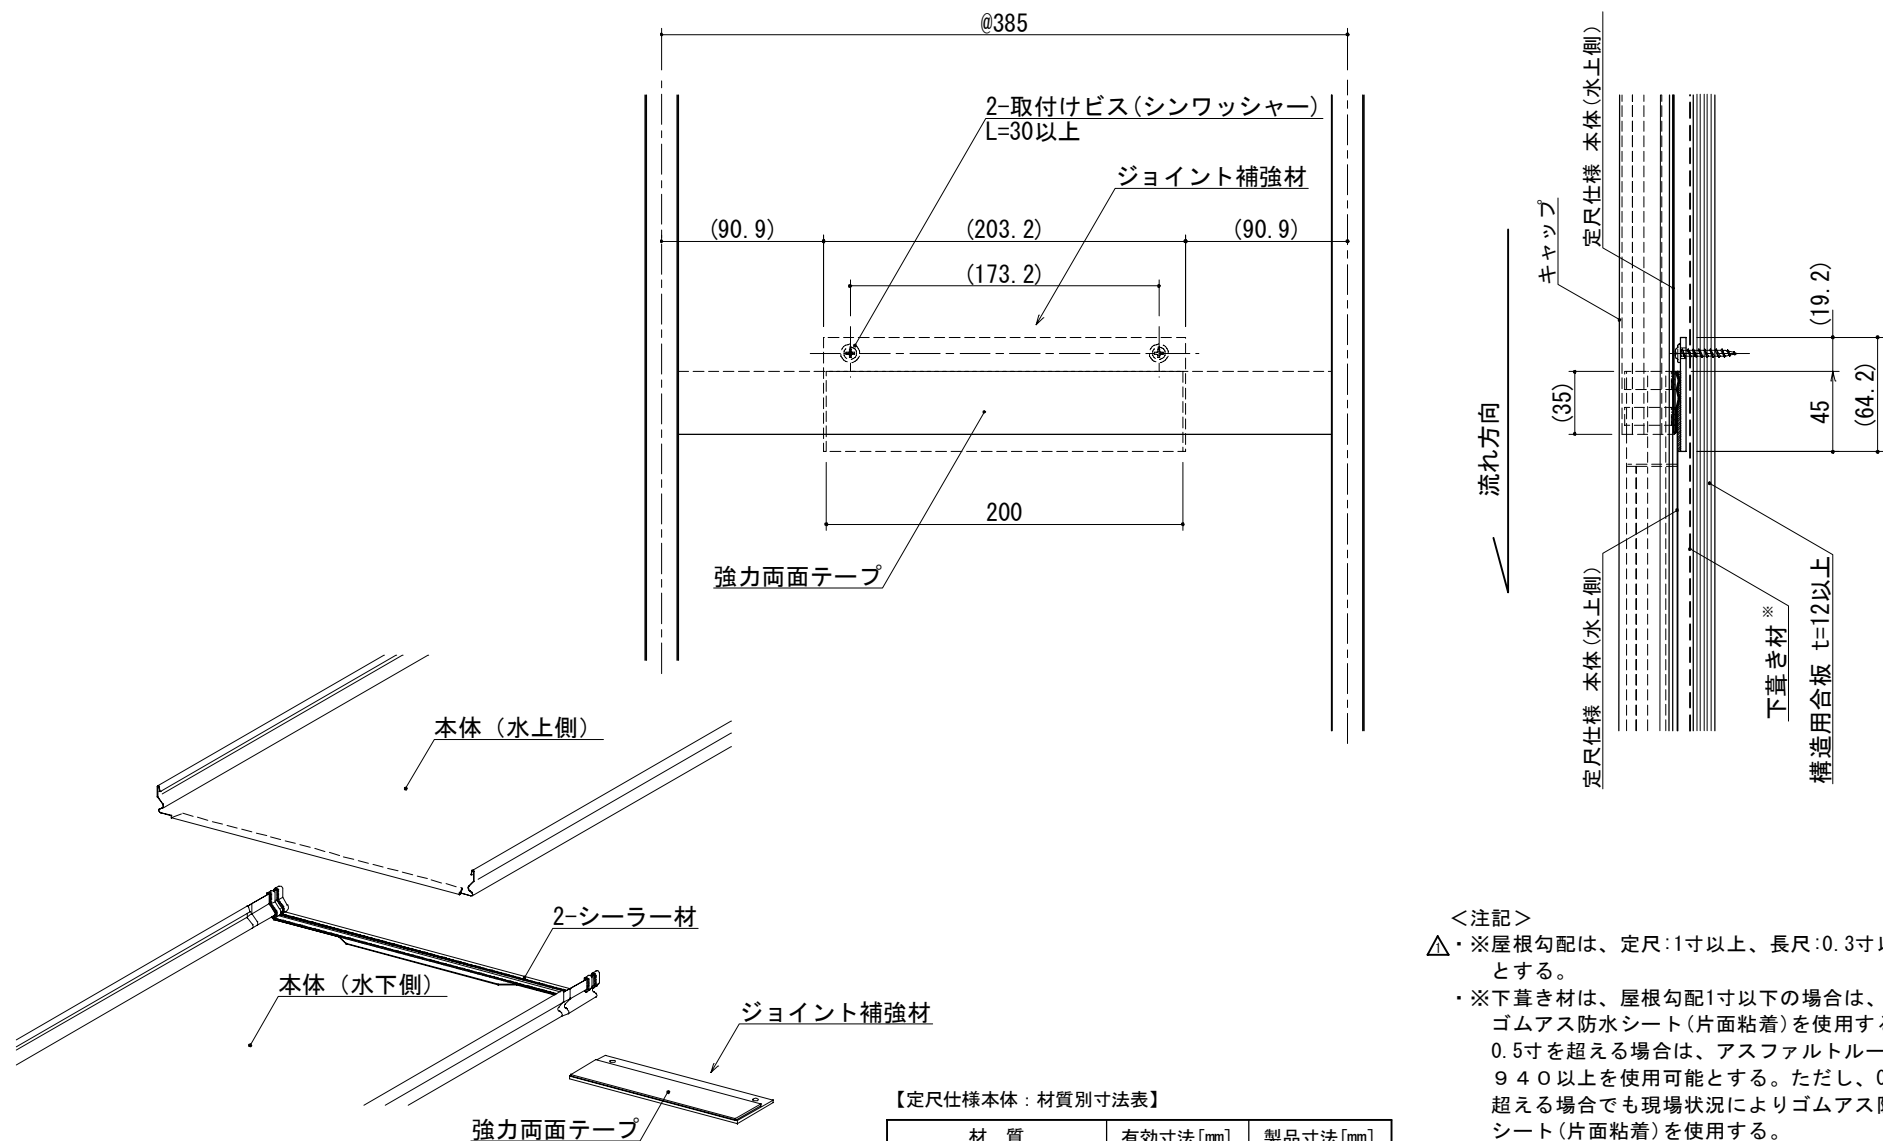 @385
2-取付けビス(シンワッシャー)
L=30以上
ジョイント補強材
(90.9)
(203.2)
(90.9)
(173.2)
200
強力両面テープ
定尺仕様 本体(水上側)
キャップ
(19.2)
(35)
45
(64.2)
流れ方向
定尺仕様 本体(水上側)
下葺き材※
構造用合板 t=12以上
本体（水上側）
2-シーラー材
本体（水下側）
ジョイント補強材
強力両面テープ
＜注記＞
1・※屋根勾配は、定尺:1寸以上、長尺:0.3寸
とする。
・※下葺き材は、屋根勾配1寸以下の場合は、
ゴムアス防水シート(片面粘着)を使用する
0.5寸を超える場合は、アスファルトルー
９４０以上を使用可能とする。ただし、0
超える場合でも現場状況によりゴムアス防
シート(片面粘着)を使用する。
【定尺仕様本体：材質別寸法表】
材 質
有効寸法[mm]
製品寸法[mm]